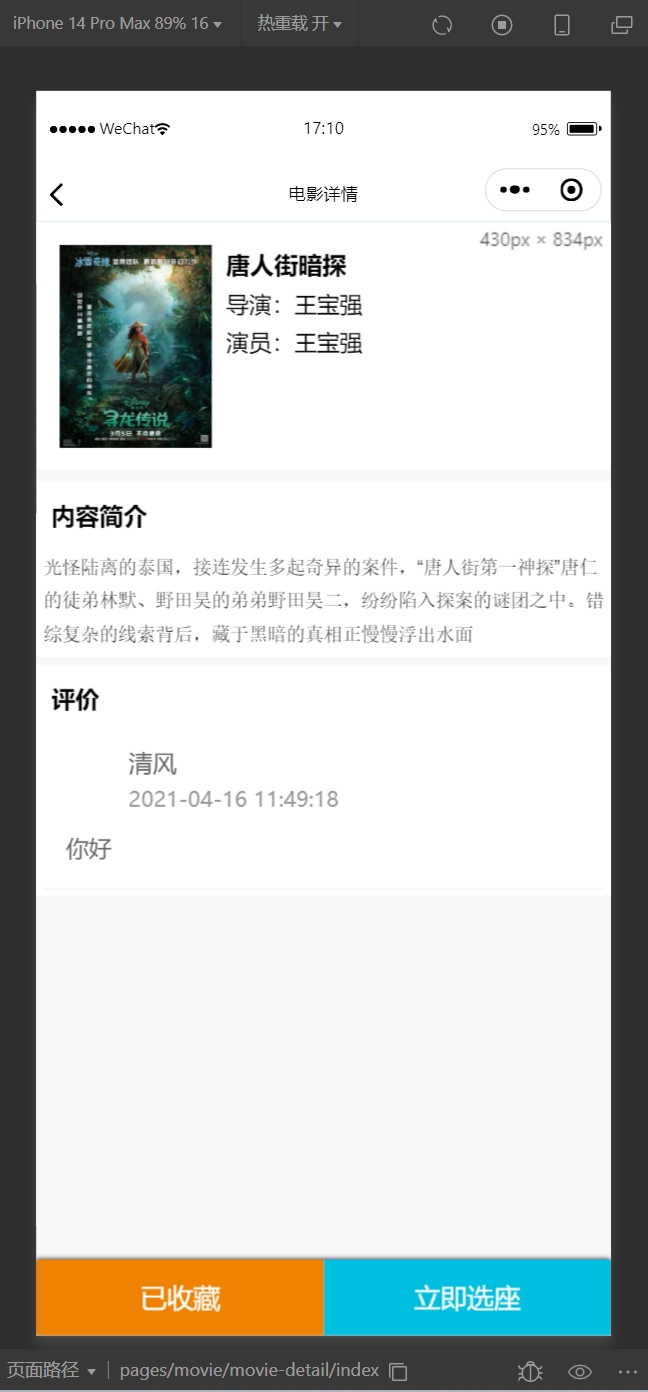 iPhone 14 Pro Max 89% 16
热重载 开
WeChat
17:10
95%
电影详情
430px × 834px
冰雪奇缘
Disney
寻龙传说
3月5日
唐人街暗探
导演：王宝强
演员：王宝强
内容简介
光怪陆离的泰国，接连发生多起奇异的案件，“唐人街第一神探”唐仁
的徒弟林默、野田昊的弟弟野田昊二，纷纷陷入探案的谜团之中。错
综复杂的线索背后，藏于黑暗的真相正慢慢浮出水面
评价
清风
2021-04-16 11:49:18
你好
已收藏
立即选座
页面路径
pages/movie/movie-detail/index